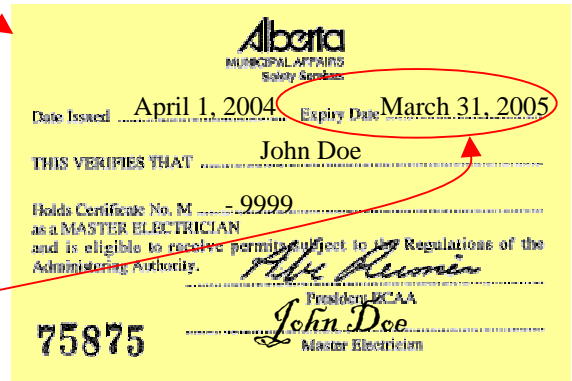 Alberta
MUNICIPAL AFFAIRS
Safety Services
Date Issued April 1, 2004 Expiry Date March 31, 2005
THIS VERIFIES THAT John Doe
Holds Certificate No. M - 9999
as a MASTER ELECTRICIAN
and is eligible to receive permits subject to the Regulations of the
Administering Authority.
President ECAA
John Doe
75875
Master Electrician